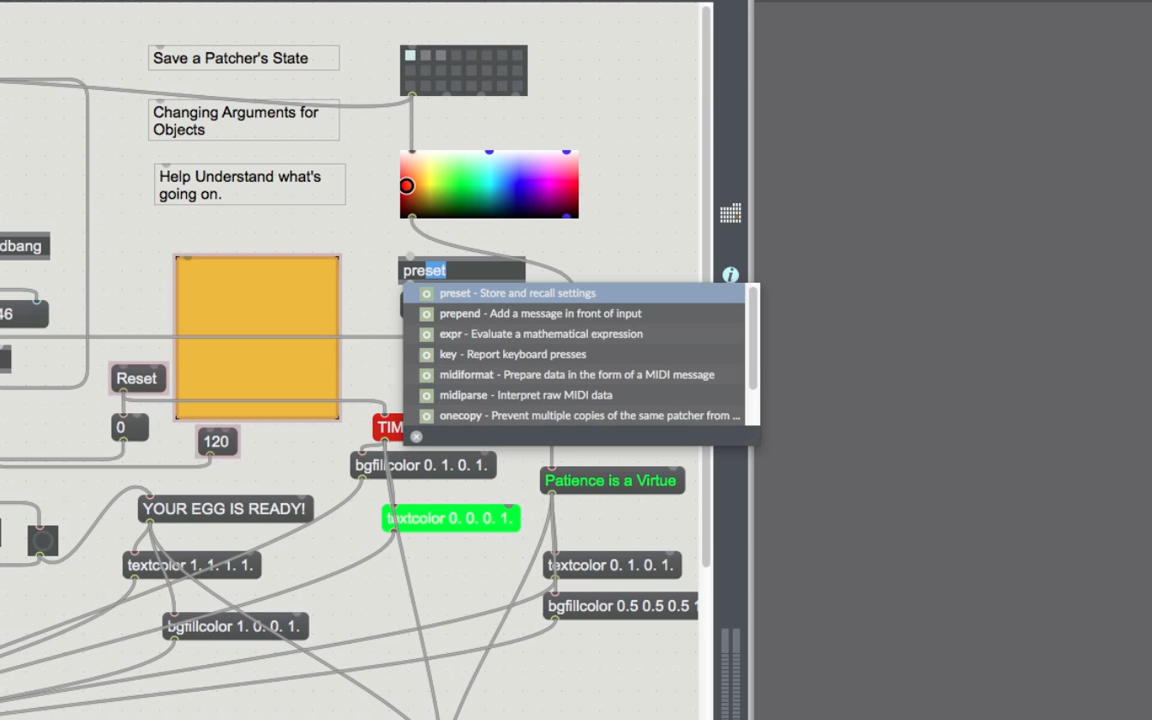 Save a Patcher's State
Changing Arguments for
Objects
Help Understand what's
going on.
dbang
preset
46
preset - Store and recall settings
prepend - Add a message in front of input
expr - Evaluate a mathematical expression
key - Report keyboard presses
midiformat - Prepare data in the form of a MIDI message
midiparse - Interpret raw MIDI data
onecopy - Prevent multiple copies of the same patcher from ...
Reset
0
120
TIM
bgfillcolor 0. 1. 0. 1.
Patience is a Virtue
YOUR EGG IS READY!
textcolor 0. 0. 0. 1.
textcolor 1. 1. 1. 1.
textcolor 0. 1. 0. 1.
bgfillcolor 0.5 0.5 0.5 1
bgfillcolor 1. 0. 0. 1.